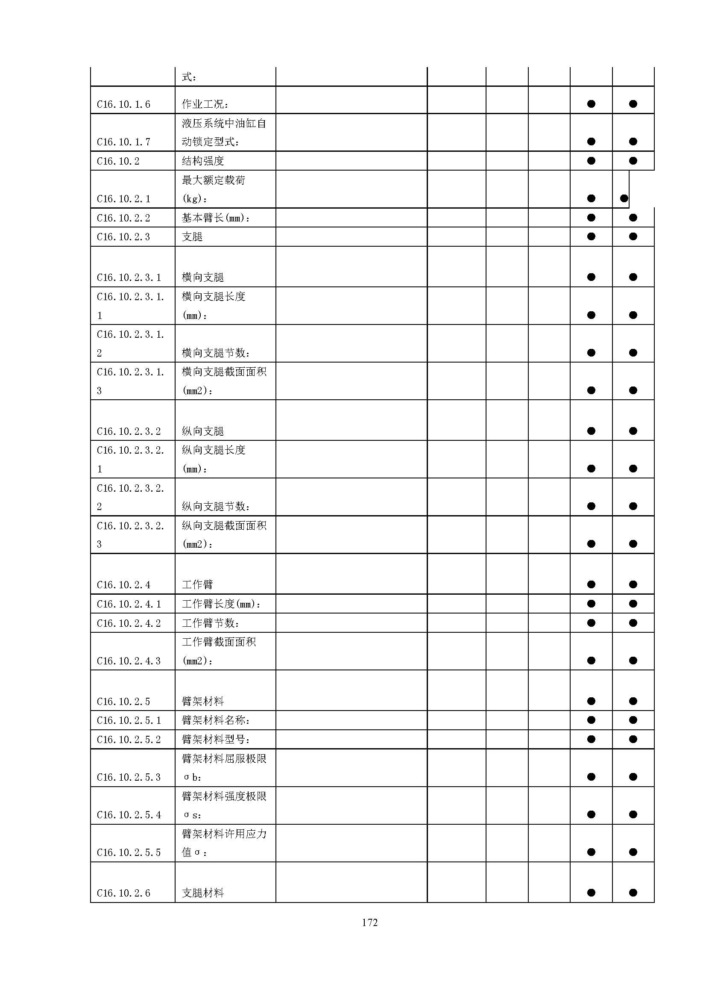 式：
C16.10.1.6 作业工况： ● ●
液压系统中油缸自
C16.10.1.7 动锁定型式： ● ●
C16.10.2 结构强度 ● ●
最大额定载荷
C16.10.2.1 (kg)： ● ●
C16.10.2.2 基本臂长(mm)： ● ●
C16.10.2.3 支腿 ● ●
C16.10.2.3.1 横向支腿 ● ●
C16.10.2.3.1. 横向支腿长度
1 (mm)： ● ●
C16.10.2.3.1.
2 横向支腿节数： ● ●
C16.10.2.3.1. 横向支腿截面面积
3 (mm2)： ● ●
C16.10.2.3.2 纵向支腿 ● ●
C16.10.2.3.2. 纵向支腿长度
1 (mm)： ● ●
C16.10.2.3.2.
2 纵向支腿节数： ● ●
C16.10.2.3.2. 纵向支腿截面面积
3 (mm2)： ● ●
C16.10.2.4 工作臂 ● ●
C16.10.2.4.1 工作臂长度(mm)： ● ●
C16.10.2.4.2 工作臂节数： ● ●
工作臂截面面积
C16.10.2.4.3 (mm2)： ● ●
C16.10.2.5 臂架材料 ● ●
C16.10.2.5.1 臂架材料名称： ● ●
C16.10.2.5.2 臂架材料型号： ● ●
臂架材料屈服极限
C16.10.2.5.3 σb： ● ●
臂架材料强度极限
C16.10.2.5.4 σs： ● ●
臂架材料许用应力
C16.10.2.5.5 值σ： ● ●
C16.10.2.6 支腿材料 ● ●
172